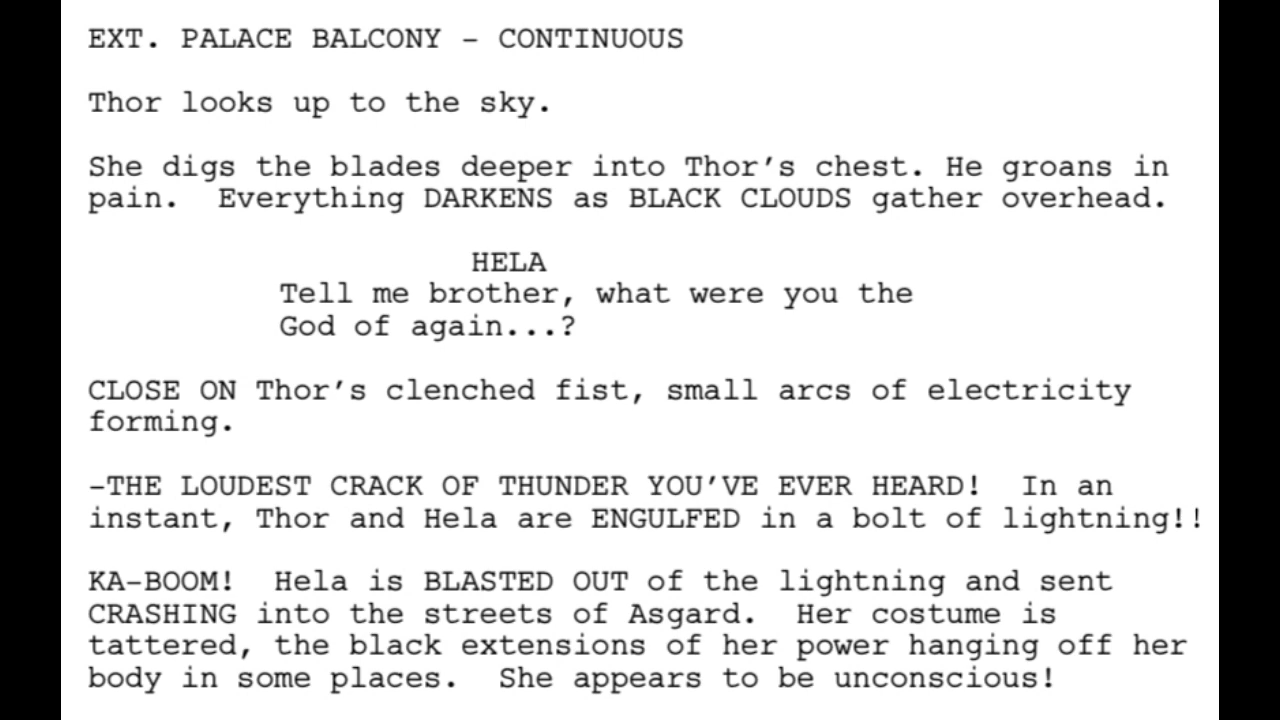 EXT. PALACE BALCONY - CONTINUOUS
Thor looks up to the sky.
She digs the blades deeper into Thor's chest. He groans in
pain.  Everything DARKENS as BLACK CLOUDS gather overhead.
HELA
Tell me brother, what were you the
God of again...?
CLOSE ON Thor's clenched fist, small arcs of electricity
forming.
-THE LOUDEST CRACK OF THUNDER YOU'VE EVER HEARD!  In an
instant, Thor and Hela are ENGULFED in a bolt of lightning!!
KA-BOOM!  Hela is BLASTED OUT of the lightning and sent
CRASHING into the streets of Asgard.  Her costume is
tattered, the black extensions of her power hanging off her
body in some places.  She appears to be unconscious!